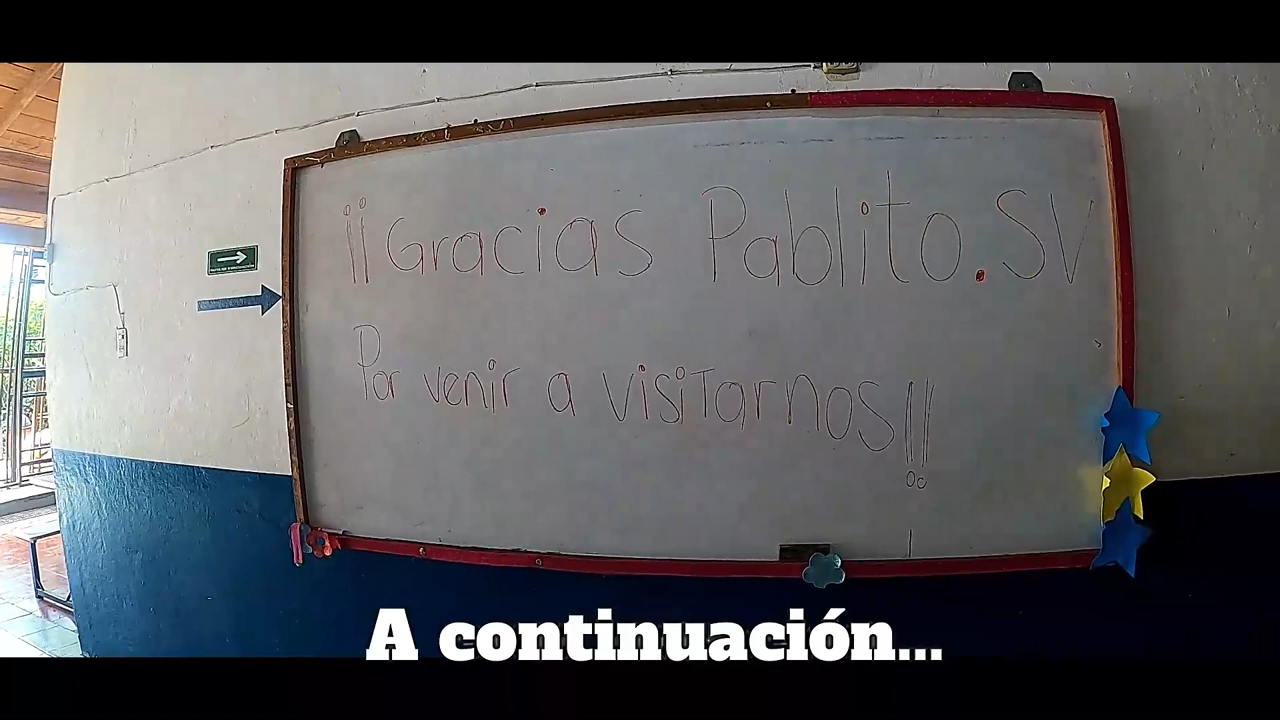 ¡¡Gracias Pablito.SV
Por venir a visitarnos!!
A continuación...